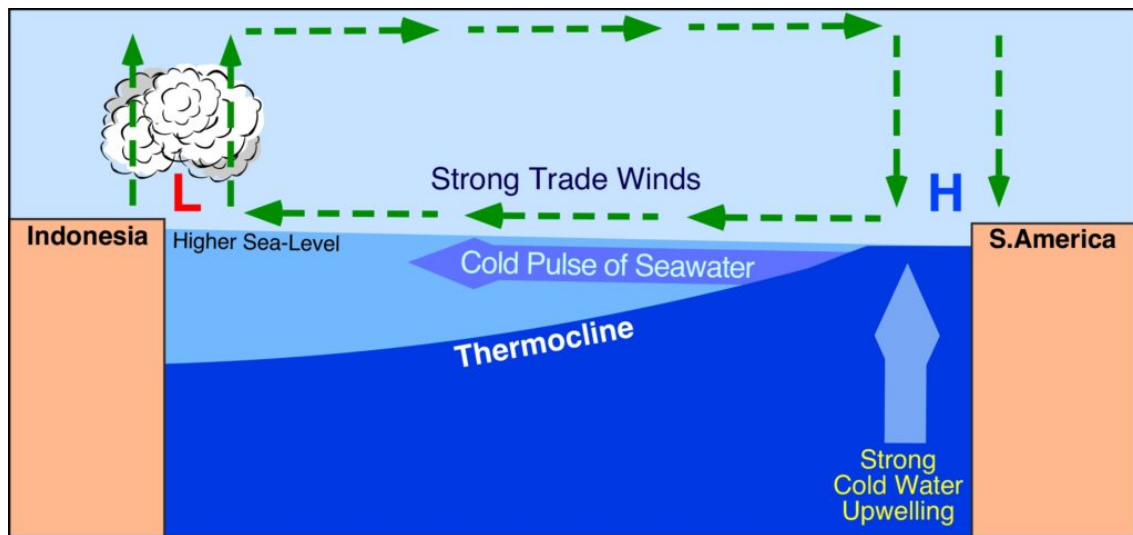 Strong Trade Winds
L
H
Indonesia
Higher Sea-Level
S.America
Cold Pulse of Seawater
Thermocline
Strong
Cold Water
Upwelling